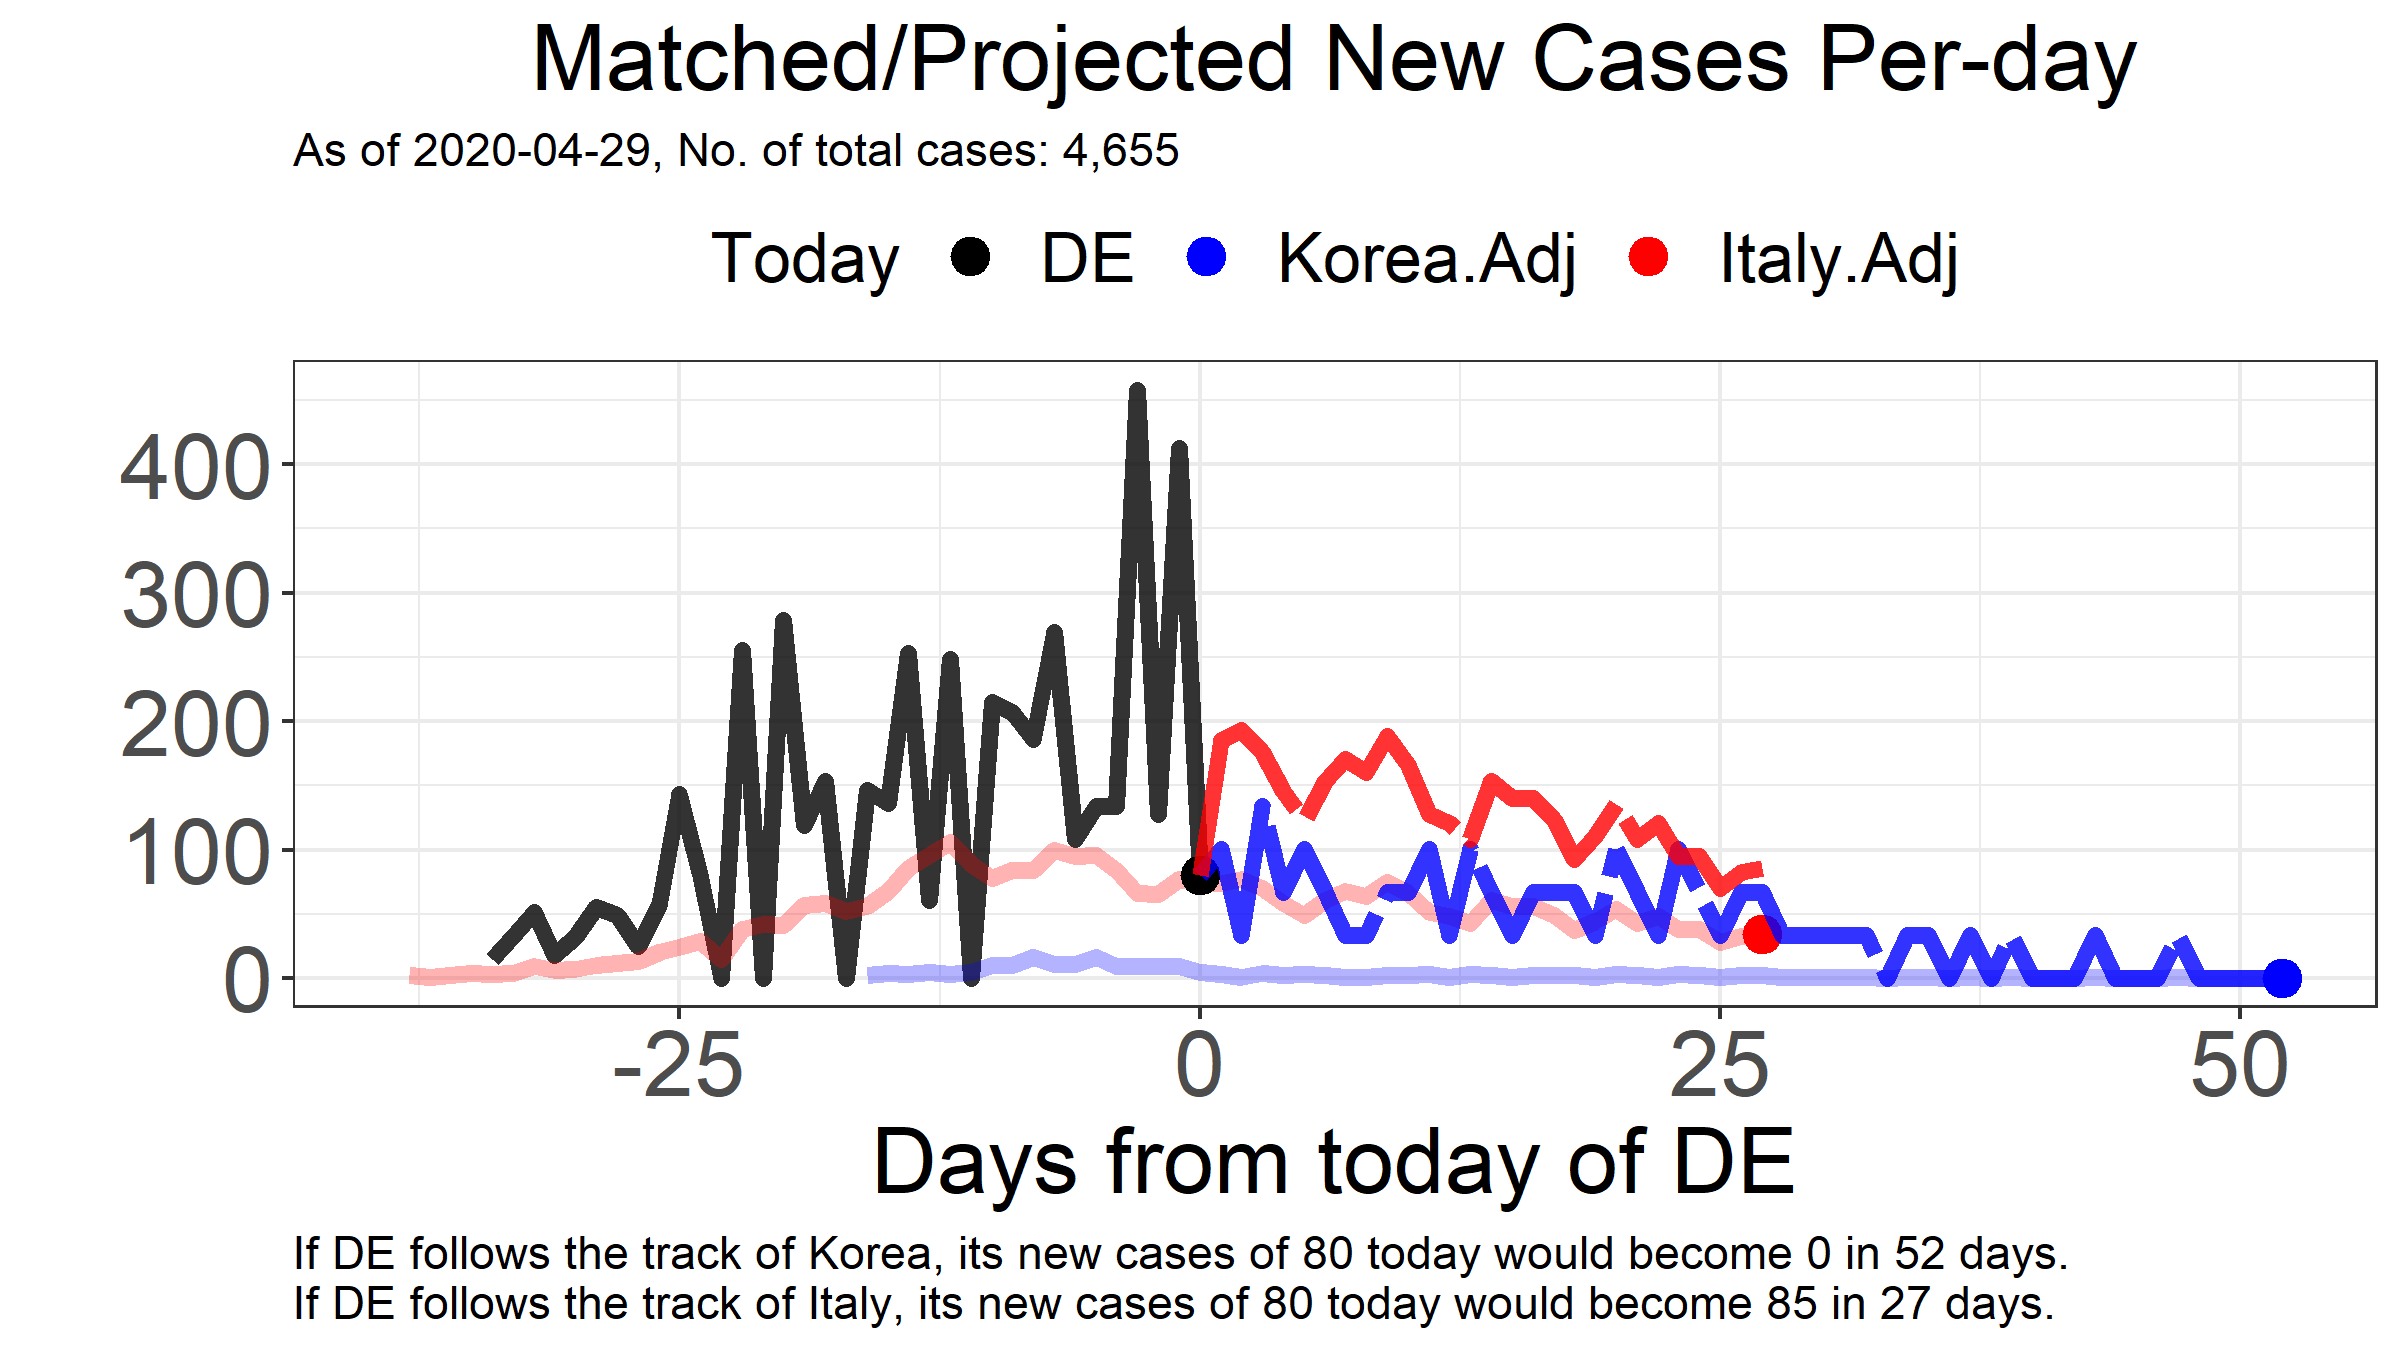 Matched/Projected New Cases Per-day
As of 2020-04-29, No. of total cases: 4,655
Today DE Korea.Adj Italy.Adj
400
300
200
100
0
-25 0 25 50
Days from today of DE
If DE follows the track of Korea, its new cases of 80 today would become 0 in 52 days.
If DE follows the track of Italy, its new cases of 80 today would become 85 in 27 days.